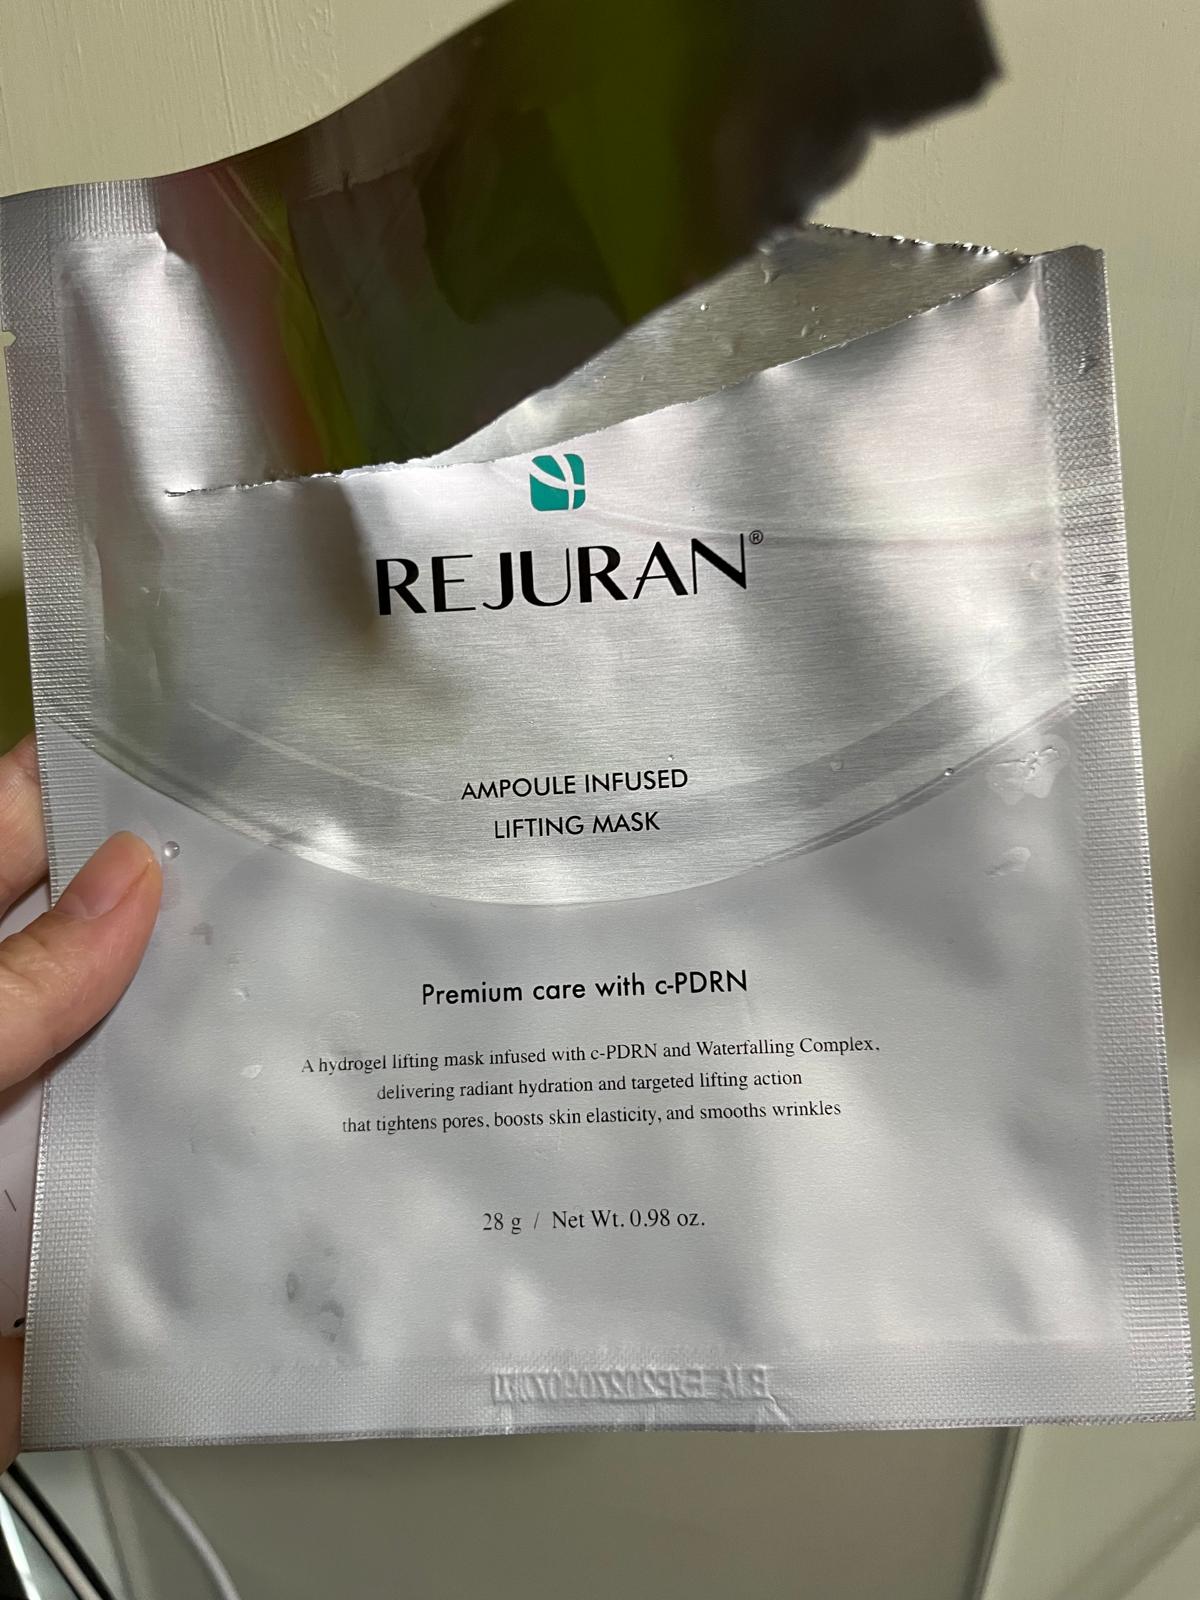 REJURAN®
AMPOULE INFUSED
LIFTING MASK
Premium care with c-PDRN
A hydrogel lifting mask infused with c-PDRN and Waterfalling Complex,
delivering radiant hydration and targeted lifting action
that tightens pores, boosts skin elasticity, and smooths wrinkles
28 g / Net Wt. 0.98 oz.